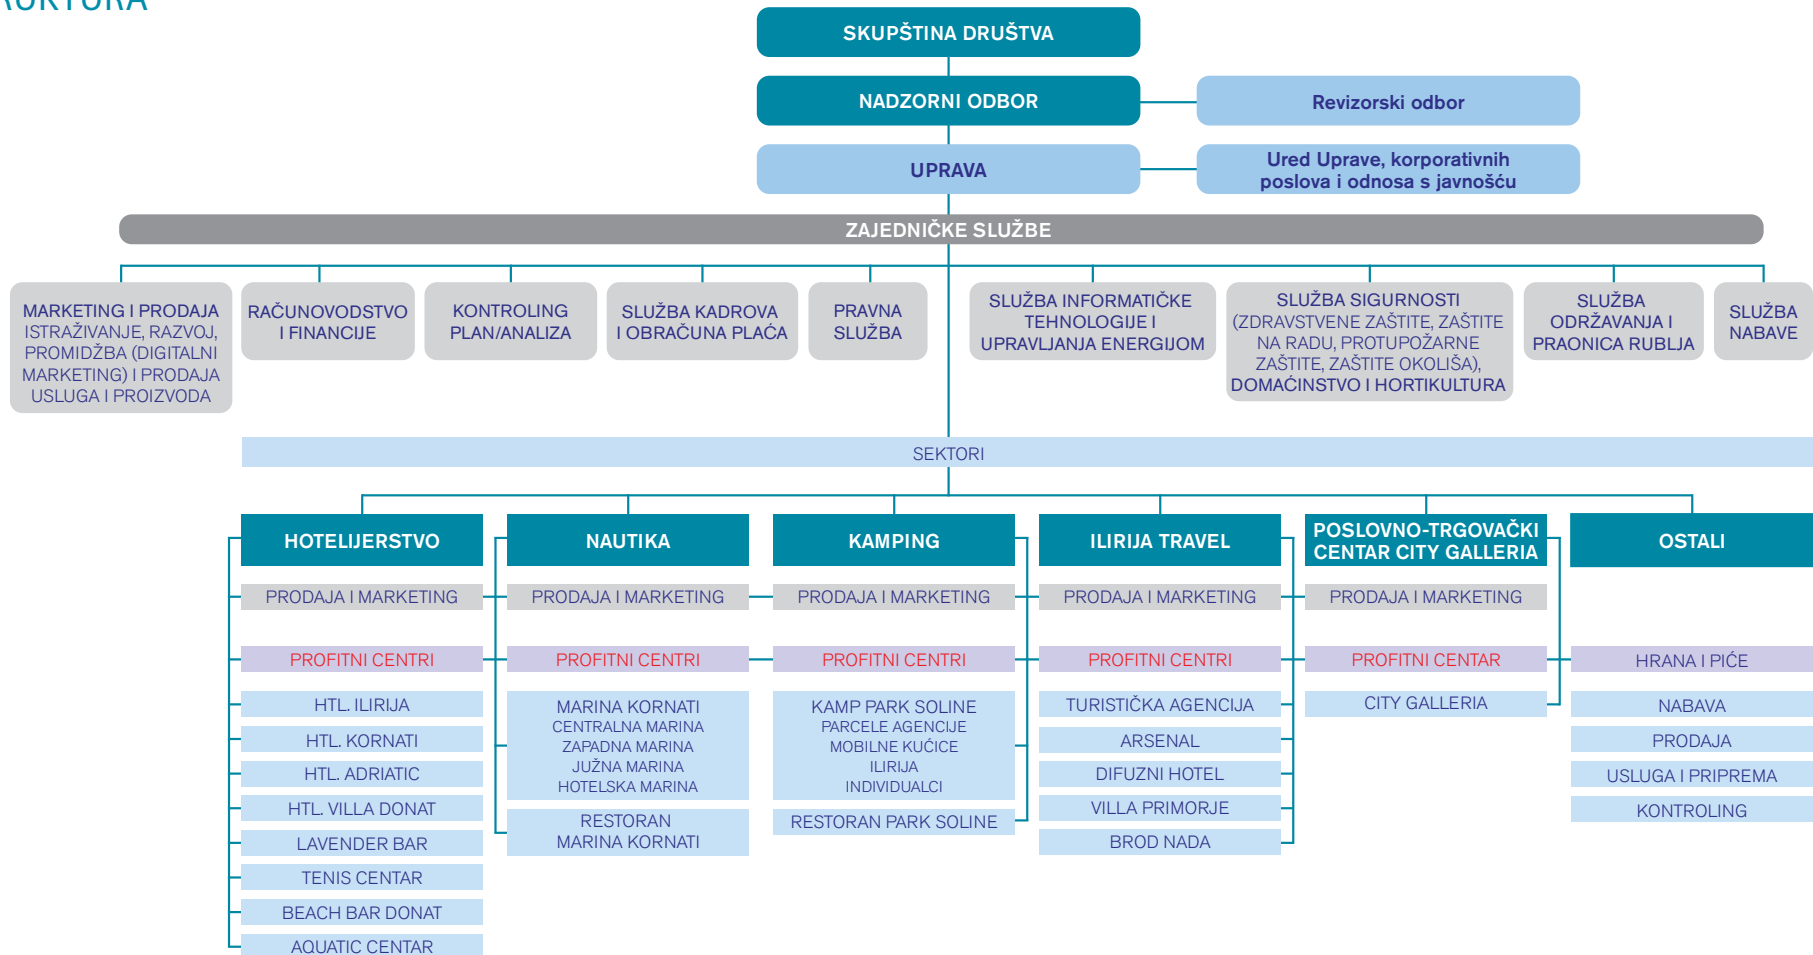 SKUPŠTINA DRUŠTVA
NADZORNI ODBOR
Revizorski odbor
UPRAVA
Ured Uprave, korporativnih
poslova i odnosa s javnošću
ZAJEDNIČKE SLUŽBE
MARKETING I PRODAJA
ISTRAŽIVANJE, RAZVOJ,
PROMIDŽBA (DIGITALNI
MARKETING) I PRODAJA
USLUGA I PROIZVODA
RAČUNOVODSTVO
I FINANCIJE
KONTROLING
PLAN/ANALIZA
SLUŽBA KADROVA
I OBRAČUNA PLAĆA
PRAVNA
SLUŽBA
SLUŽBA INFORMATIČKE
TEHNOLOGIJE I
UPRAVLJANJA ENERGIJOM
SLUŽBA SIGURNOSTI
(ZDRAVSTVENE ZAŠTITE, ZAŠTITE
NA RADU, PROTUPOŽARNE
ZAŠTITE, ZAŠTITE OKOLIŠA),
DOMAĆINSTVO I HORTIKULTURA
SLUŽBA
ODRŽAVANJA I
PRAONICA RUBLJA
SLUŽBA
NABAVE
SEKTORI
HOTELIJERSTVO
PRODAJA I MARKETING
PROFITNI CENTRI
HTL. ILIRIJA
HTL. KORNATI
HTL. ADRIATIC
HTL. VILLA DONAT
LAVENDER BAR
TENIS CENTAR
BEACH BAR DONAT
AQUATIC CENTAR
NAUTIKA
PRODAJA I MARKETING
PROFITNI CENTRI
MARINA KORNATI
CENTRALNA MARINA
ZAPADNA MARINA
JUŽNA MARINA
HOTELSKA MARINA
RESTORAN
MARINA KORNATI
KAMPING
PRODAJA I MARKETING
PROFITNI CENTRI
KAMP PARK SOLINE
PARCELE AGENCIJE
MOBILNE KUĆICE
ILIRIJA
INDIVIDUALCI
RESTORAN PARK SOLINE
ILIRIJA TRAVEL
PRODAJA I MARKETING
PROFITNI CENTRI
TURISTIČKA AGENCIJA
ARSENAL
DIFUZNI HOTEL
VILLA PRIMORJE
BROD NADA
POSLOVNO-TRGOVAČKI
CENTAR CITY GALLERIA
PRODAJA I MARKETING
PROFITNI CENTAR
CITY GALLERIA
OSTALI
HRANA I PIĆE
NABAVA
PRODAJA
USLUGA I PRIPREMA
KONTROLING